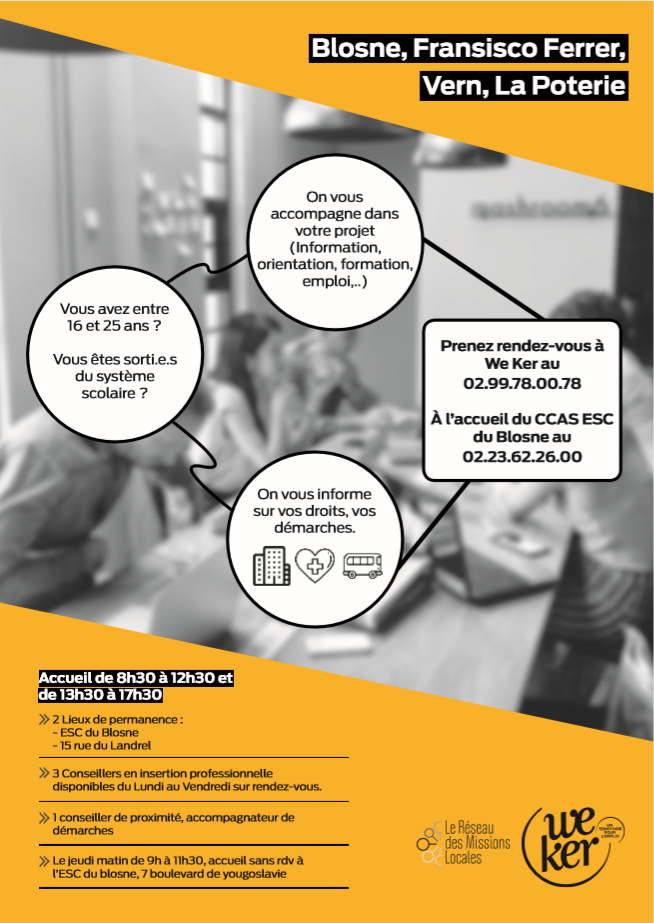 Blosne, Fransisco Ferrer,
Vern, La Poterie
On vous
accompagne dans
votre projet
(Information,
orientation, formation,
emploi,..)
Vous avez entre
16 et 25 ans ?
Vous êtes sorti.e.s
du système
scolaire ?
Prenez rendez-vous à
We Ker au
02.99.78.00.78
À l'accueil du CCAS ESC
du Blosne au
02.23.62.26.00
On vous informe
sur vos droits, vos
démarches.
Accueil de 8h30 à 12h30 et
de 13h30 à 17h30
2 Lieux de permanence :
- ESC du Blosne
- 15 rue du Landrel
3 Conseillers en insertion professionnelle
disponibles du Lundi au Vendredi sur rendez-vous.
1 conseiller de proximité, accompagnateur de
démarches
Le jeudi matin de 9h à 11h30, accueil sans rdv à
l'ESC du blosne, 7 boulevard de yougoslavie
Le Réseau
des Missions
Locales
we
ker
UN
TERRITOIRE
POUR
L'EMPLOI